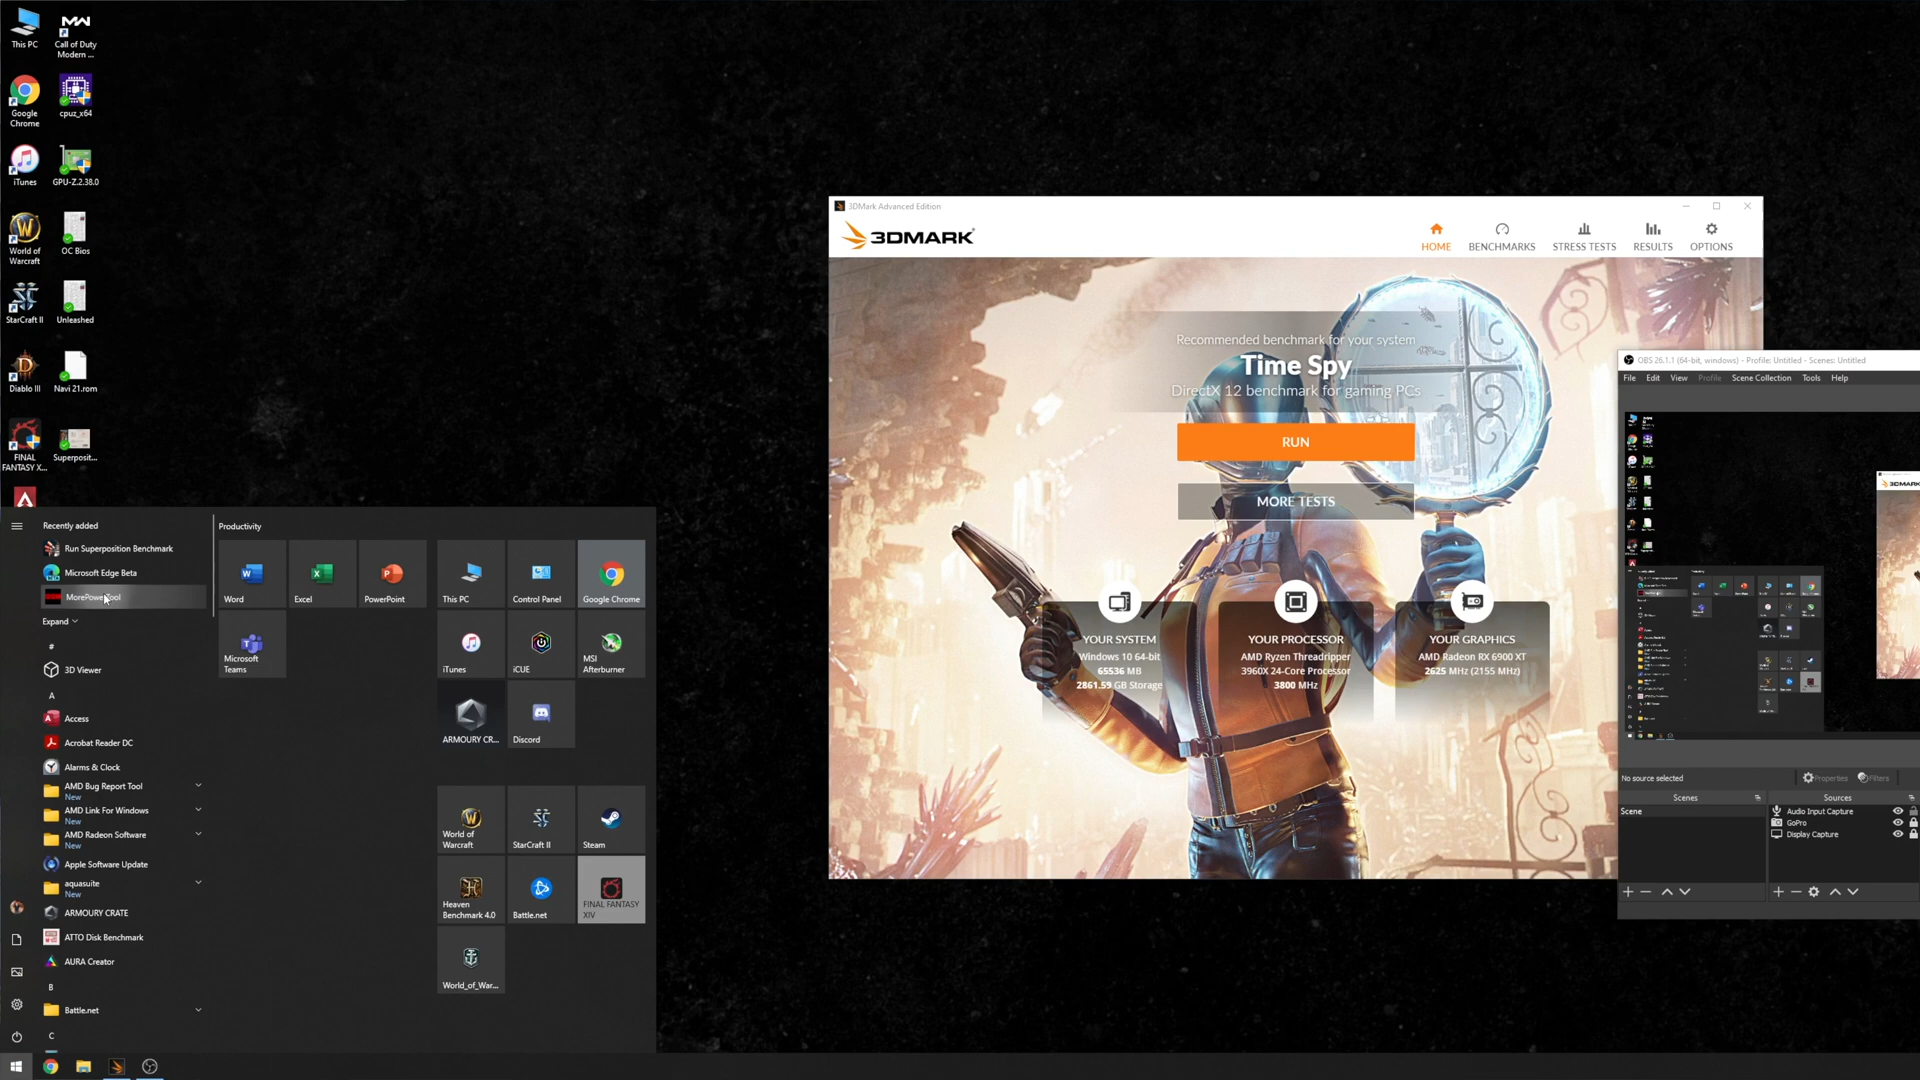 This PC
Call of Duty
Modern ...
Google
Chrome
cpuz_x64
iTunes
GPU-Z.2.38.0
World of
Warcraft
OC Bios
StarCraft II
Unleashed
Diablo III
Navi 21.rom
FINAL
FANTASY X...
Superposit...
Recently added
Run Superposition Benchmark
Microsoft Edge Beta
MorePowerTool
Expand
#
3D Viewer
A
Access
Acrobat Reader DC
Alarms & Clock
AMD Bug Report Tool
New
AMD Link For Windows
New
AMD Radeon Software
New
Apple Software Update
aquasuite
New
ARMOURY CRATE
ATTO Disk Benchmark
AURA Creator
B
Battle.net
C
Productivity
Word
Excel
PowerPoint
Microsoft
Teams
This PC
Control Panel
Google Chrome
iTunes
iCUE
MSI
Afterburner
ARMOURY CR...
Discord
World of
Warcraft
StarCraft II
Steam
Heaven
Benchmark 4.0
Battle.net
FINAL FANTASY
XIV
World_of_War...
3DMark Advanced Edition
3DMARK
HOME
BENCHMARKS
STRESS TESTS
RESULTS
OPTIONS
Recommended benchmark for your system
Time Spy
DirectX 12 benchmark for gaming PCs
RUN
MORE TESTS
YOUR SYSTEM
Windows 10 64-bit
65536 MB
2861.59 GB Storage
YOUR PROCESSOR
AMD Ryzen Threadripper
3960X 24-Core Processor
3800 MHz
YOUR GRAPHICS
AMD Radeon RX 6900 XT
2625 MHz (2155 MHz)
OBS 26.1.1 (64-bit, windows) - Profile: Untitled - Scenes: Untitled
File Edit View Profile Scene Collection Tools Help
3DMARK
No source selected
Properties
Filters
Scenes
Sources
Scene
Audio Input Capture
GoPro
Display Capture